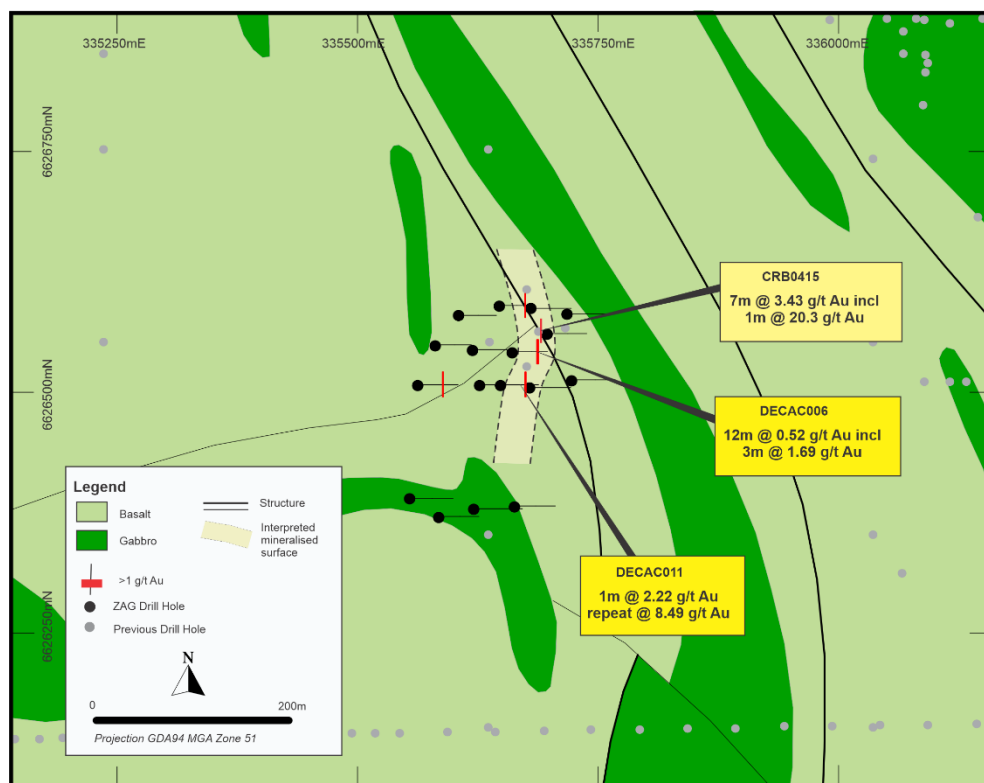 335250mE
335500mE
335750mE
336000mE
6626750mN
6626500mN
6626250mN
CRB0415
7m @ 3.43 g/t Au incl
1m @ 20.3 g/t Au
DECAC006
12m @ 0.52 g/t Au incl
3m @ 1.69 g/t Au
DECAC011
1m @ 2.22 g/t Au
repeat @ 8.49 g/t Au
Legend
Basalt
Gabbro
>1 g/t Au
ZAG Drill Hole
Previous Drill Hole
Structure
Interpreted
mineralised
surface
N
0
200m
Projection GDA94 MGA Zone 51